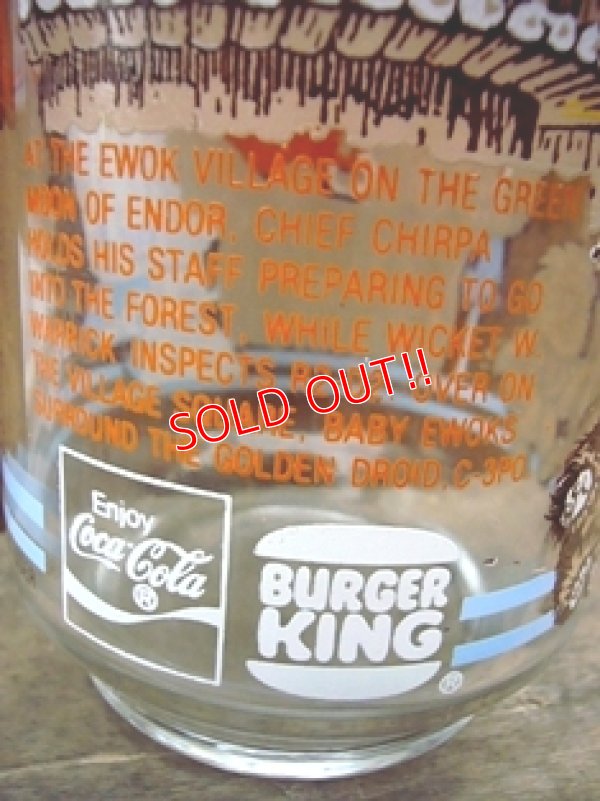 AT THE EWOK VILLAGE ON THE GREEN
MOON OF ENDOR, CHIEF CHIRPA
HOLDS HIS STAFF PREPARING TO GO
INTO THE FOREST, WHILE WICKET W.
WARRICK INSPECTS OVER ON
THE VILLAGE SQUARE, BABY EWOKS
SURROUND THE GOLDEN DROID, C-3PO
SOLD OUT!!
Enjoy
Coca-Cola
®
BURGER
KING
®